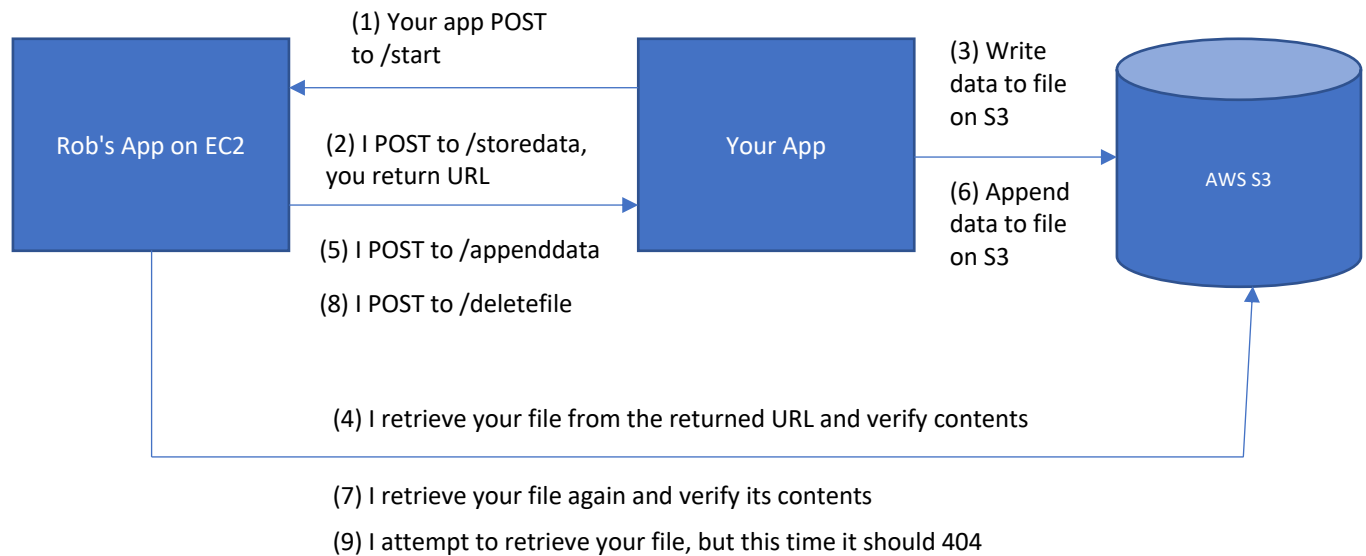 (1) Your app POST
to /start
(3) Write
data to file
on S3
Rob's App on EC2
(2) I POST to /storedata,
you return URL
Your App
AWS S3
(6) Append
data to file
on S3
(5) I POST to /appenddata
(8) I POST to /deletefile
(4) I retrieve your file from the returned URL and verify contents
(7) I retrieve your file again and verify its contents
(9) I attempt to retrieve your file, but this time it should 404